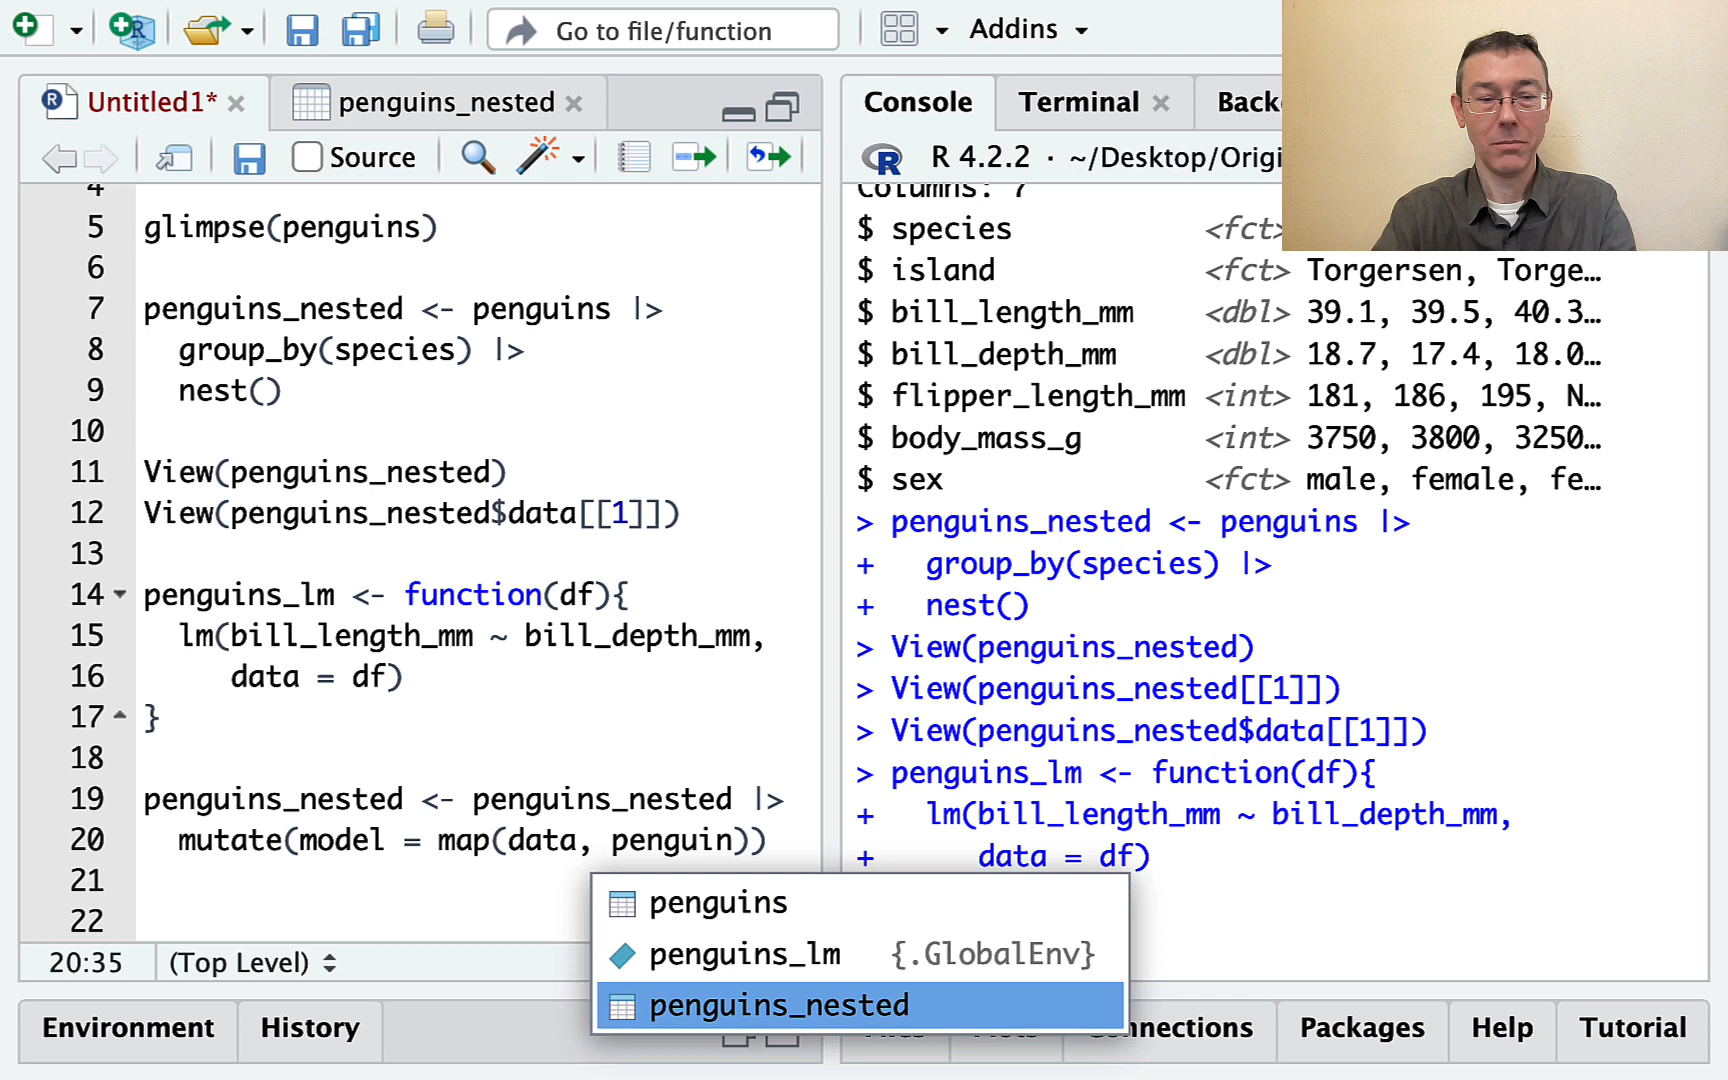 Go to file/function
Addins
Untitled1*
penguins_nested
Source
4
5 glimpse(penguins)
6
7 penguins_nested <- penguins |>
8 group_by(species) |>
9 nest()
10
11 View(penguins_nested)
12 View(penguins_nested$data[[1]])
13
14 penguins_lm <- function(df){
15 lm(bill_length_mm ~ bill_depth_mm,
16 data = df)
17 }
18
19 penguins_nested <- penguins_nested |>
20 mutate(model = map(data, penguin))
21
22
penguins
penguins_lm {.GlobalEnv}
penguins_nested
20:35 (Top Level)
Environment
History
Console
Terminal
R 4.2.2 · ~/Desktop/Origi
Columns: 7
$ species <fct>
$ island <fct> Torgersen, Torge…
$ bill_length_mm <dbl> 39.1, 39.5, 40.3…
$ bill_depth_mm <dbl> 18.7, 17.4, 18.0…
$ flipper_length_mm <int> 181, 186, 195, N…
$ body_mass_g <int> 3750, 3800, 3250…
$ sex <fct> male, female, fe…
> penguins_nested <- penguins |>
+ group_by(species) |>
+ nest()
> View(penguins_nested)
> View(penguins_nested[[1]])
> View(penguins_nested$data[[1]])
> penguins_lm <- function(df){
+ lm(bill_length_mm ~ bill_depth_mm,
+ data = df)
Packages
Help
Tutorial